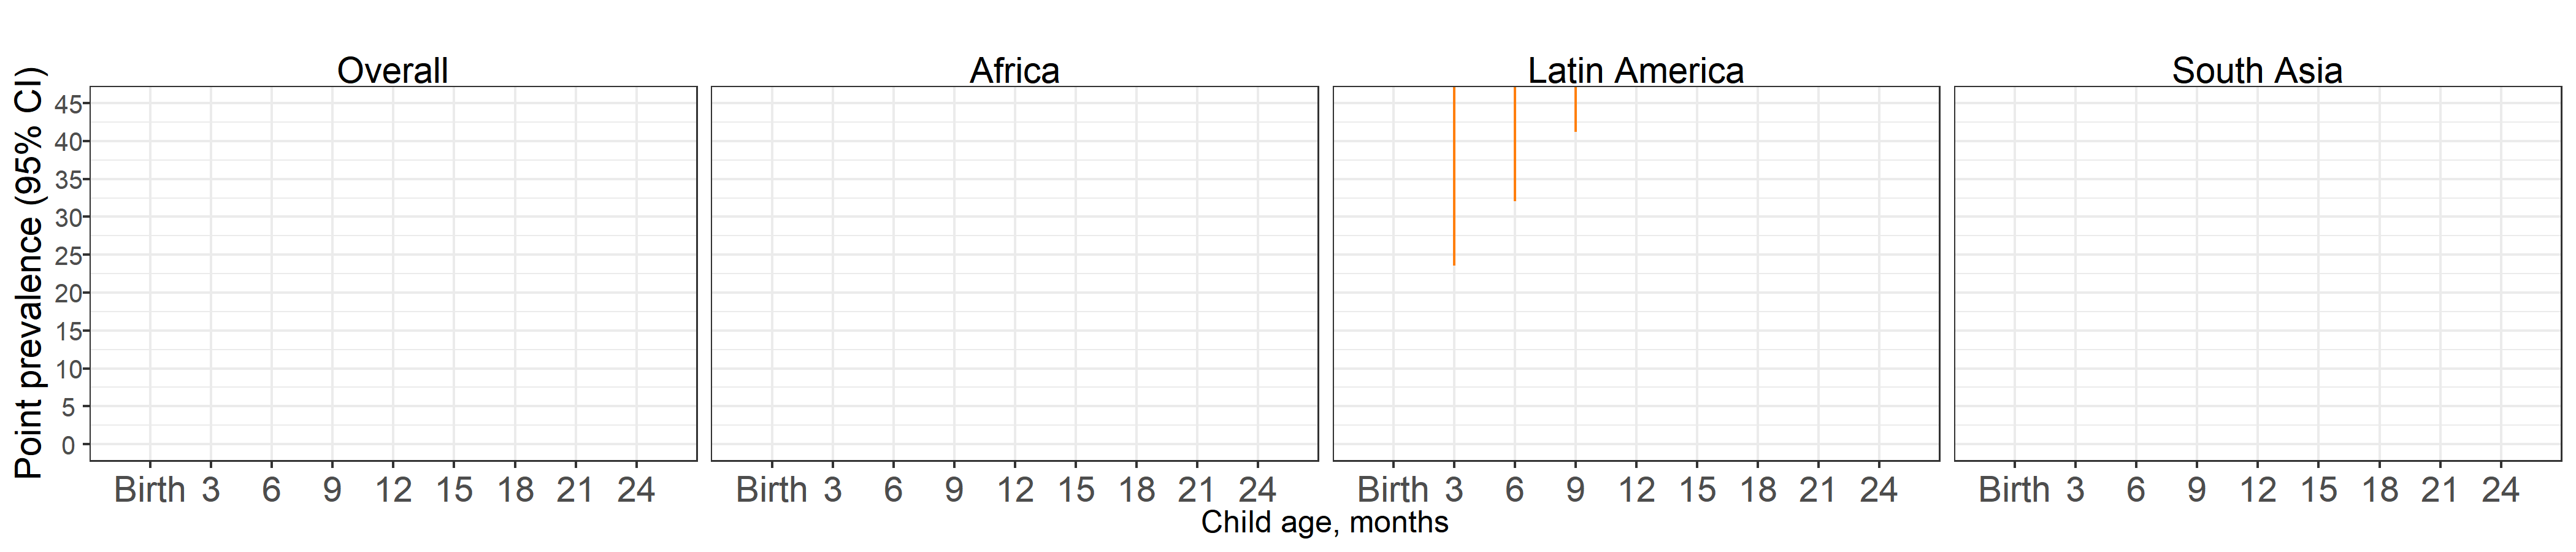 Overall Africa Latin America South Asia
Point prevalence (95% CI)
45
40
35
30
25
20
15
10
5
0
Birth 3 6 9 12 15 18 21 24 Birth 3 6 9 12 15 18 21 24 Birth 3 6 9 12 15 18 21 24 Birth 3 6 9 12 15 18 21 24
Child age, months